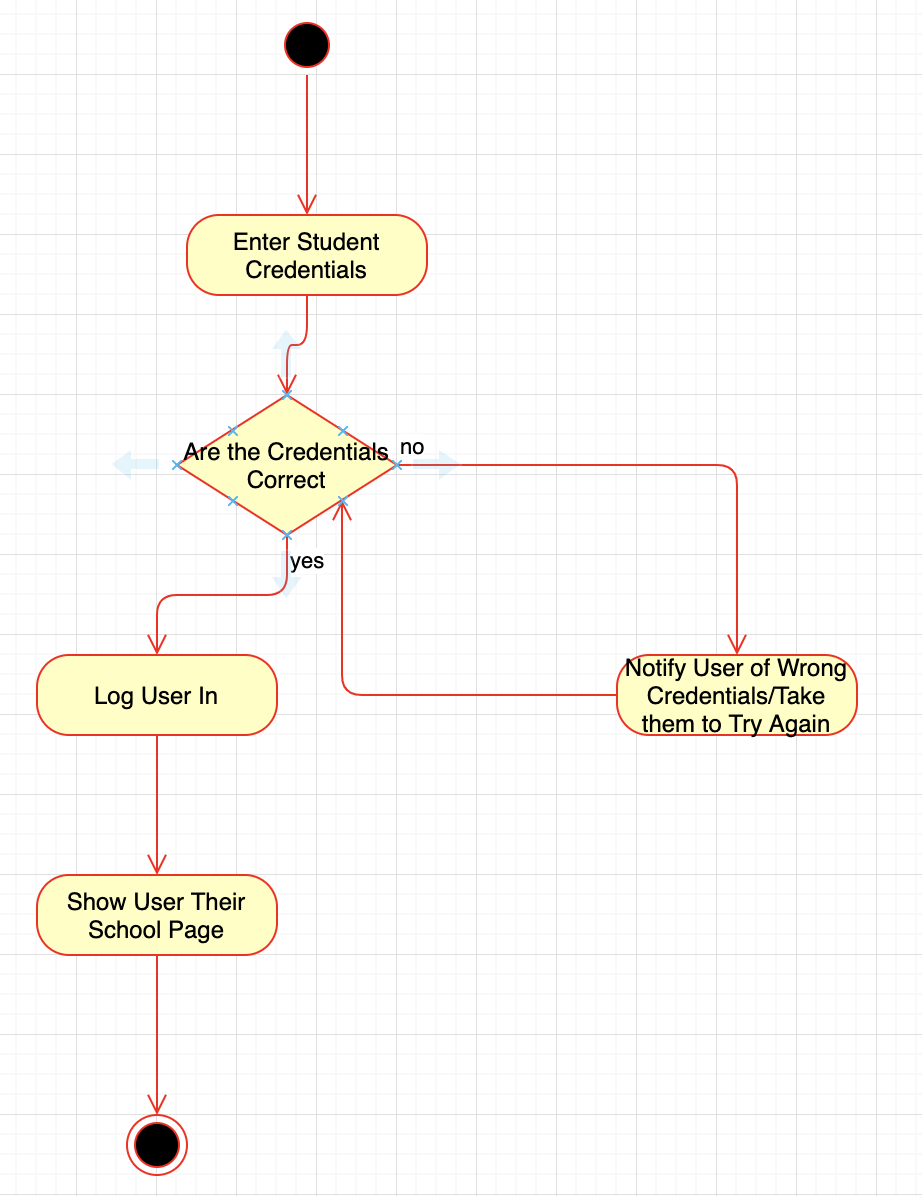 Enter Student
Credentials
Are the Credentials
Correct
no
yes
Log User In
Notify User of Wrong
Credentials/Take
them to Try Again
Show User Their
School Page